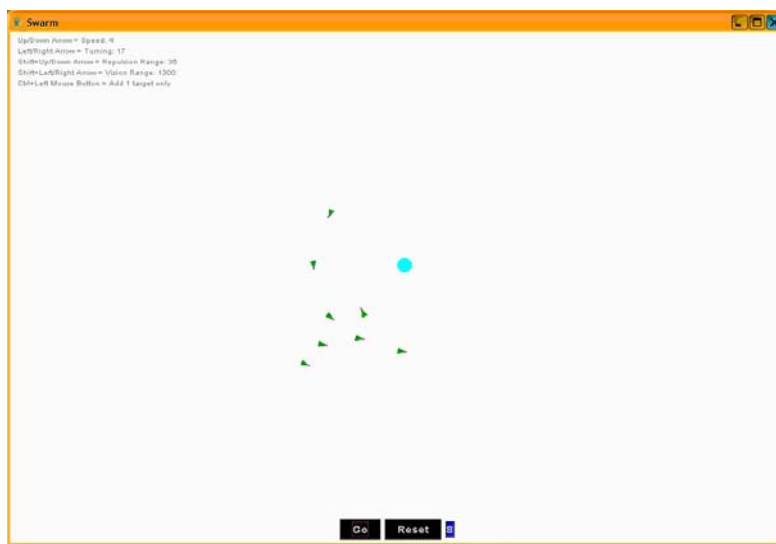 Swarm
Up/Down Arrow = Speed: 4
Left/Right Arrow = Turning: 17
Shift+Up/Down Arrow = Repulsion Range: 35
Shift+Left/Right Arrow = Vision Range: 1300
Ctrl+Left Mouse Button = Add 1 target only
Go Reset 8